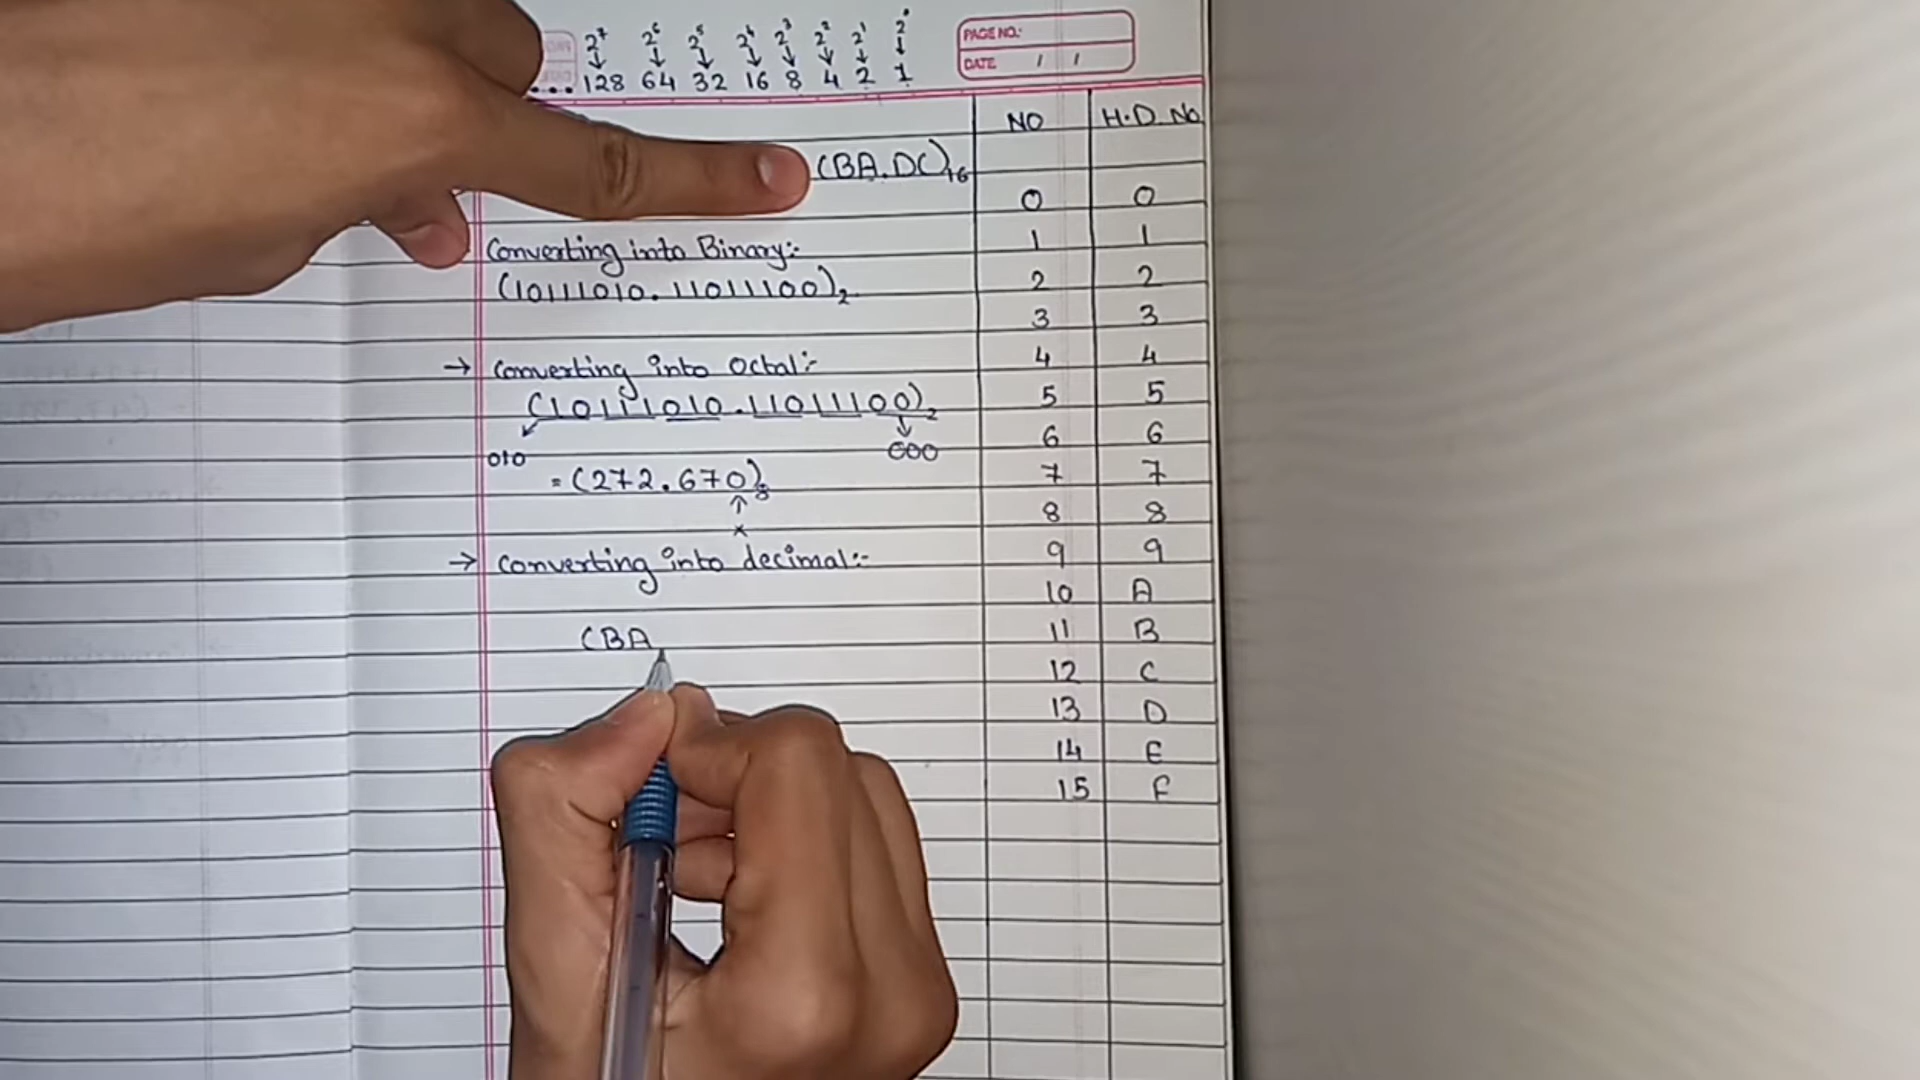 2⁷ 2⁶ 2⁵ 2⁴ 2³ 2² 2¹ 2⁰
↓ ↓ ↓ ↓ ↓ ↓ ↓ ↓
... 128 64 32 16 8 4 2 1
PAGE NO.:
DATE / /
NO H.D. No
(BA.DC)₁₆
0 0
Converting into Binary:-
1 1
(10111010.11011100)₂
2 2
3 3
→ Converting into Octal:-
4 4
(10111010.11011100)₂
5 5
010 000
6 6
= (272.670)₈
7 7
↑
x
8 8
→ Converting into decimal:-
9 9
10 A
(BA
11 B
12 C
13 D
14 E
15 F